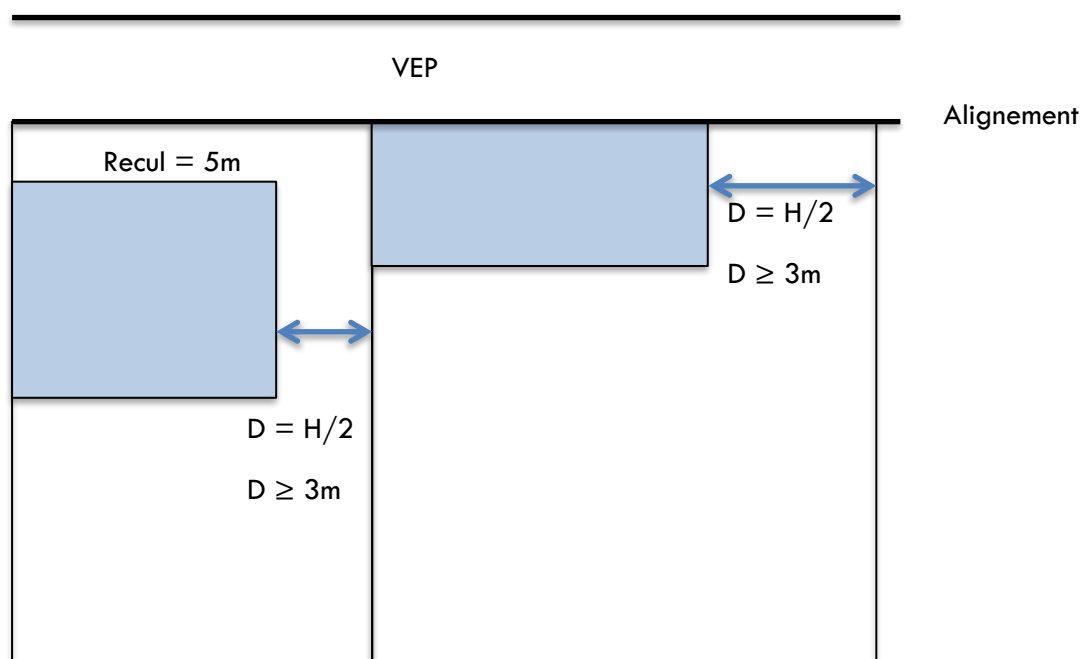 VEP
Alignement
Recul = 5m
D = H/2
D ≥ 3m
D = H/2
D ≥ 3m